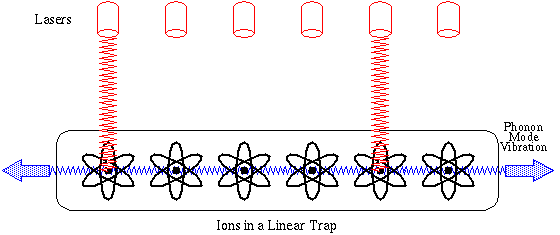 Lasers
Phonon
Mode
Vibration
Ions in a Linear Trap